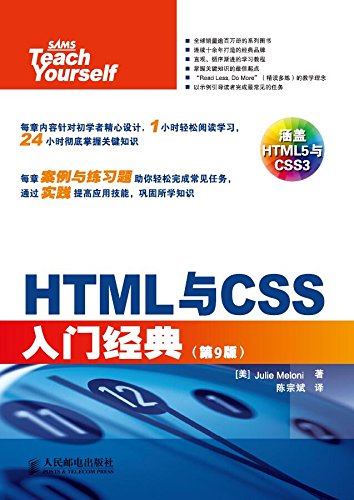 SAMS
Teach
Yourself
全球销量逾百万册的系列图书
连续十余年打造的经典品牌
直观、循序渐进的学习教程
掌握关键知识的最佳起点
“Read Less, Do More”（精读多练）的教学理念
以示例引导读者完成最常见的任务
每章内容针对初学者精心设计，1小时轻松阅读学习，
24小时彻底掌握关键知识
每章案例与练习题助你轻松完成常见任务，
通过实践提高应用技能，巩固所学知识
涵盖
HTML5与
CSS3
HTML与CSS
入门经典（第9版）
[美] Julie Meloni 著
陈宗斌 译
人民邮电出版社
POSTS & TELECOM PRESS